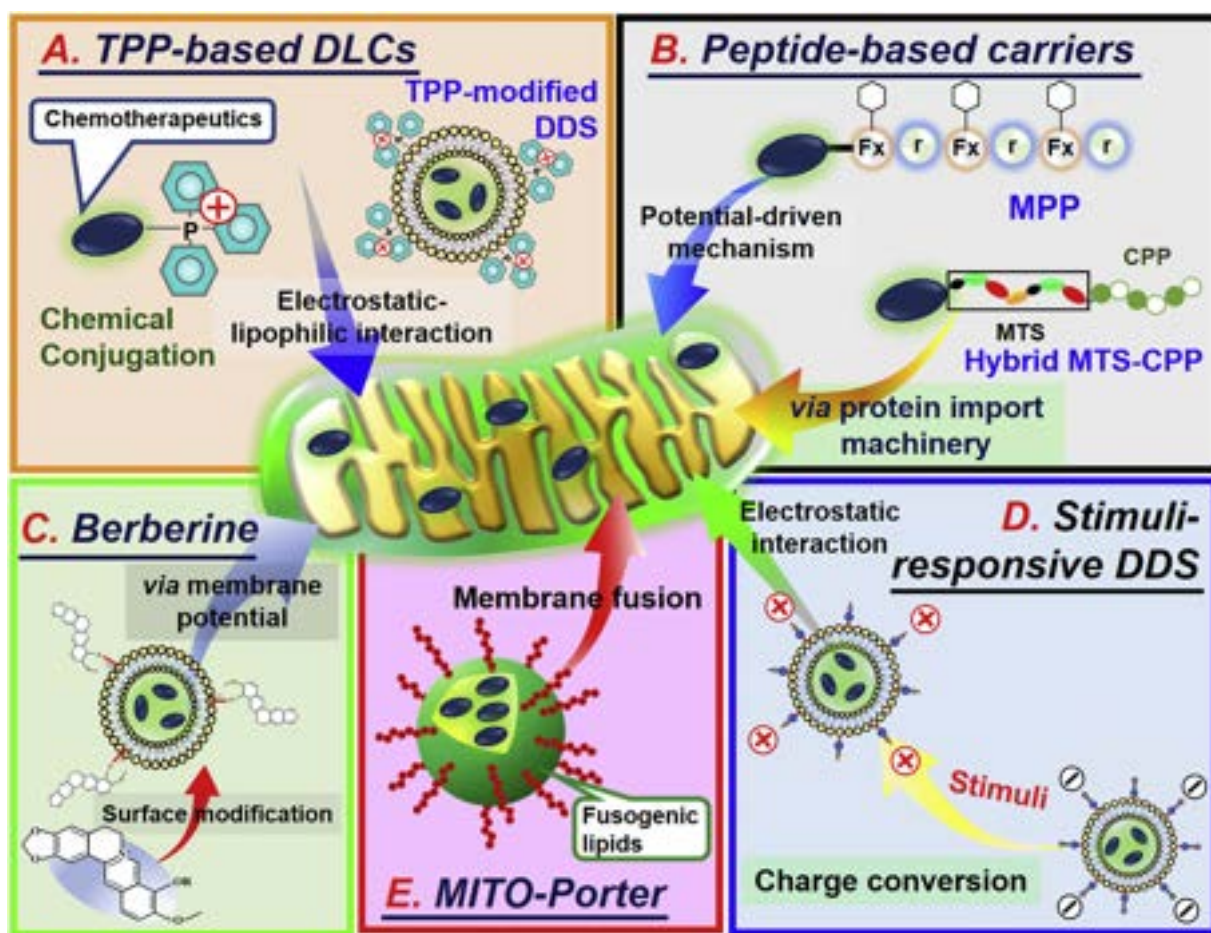 A. TPP-based DLCs
Chemotherapeutics
TPP-modified
DDS
P
Chemical
Conjugation
Electrostatic-
lipophilic interaction
B. Peptide-based carriers
Fx r Fx r Fx r
MPP
Potential-driven
mechanism
CPP
MTS
Hybrid MTS-CPP
via protein import
machinery
C. Berberine
via membrane
potential
Surface modification
Membrane fusion
Fusogenic
lipids
E. MITO-Porter
Electrostatic
interaction
D. Stimuli-
responsive DDS
Stimuli
Charge conversion